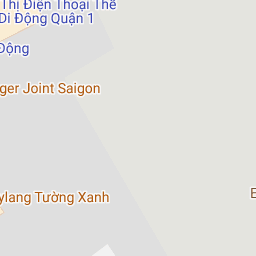 Thị Điện Thoại Thế
Di Động Quận 1
Động
ger Joint Saigon
ylang Tường Xanh
E